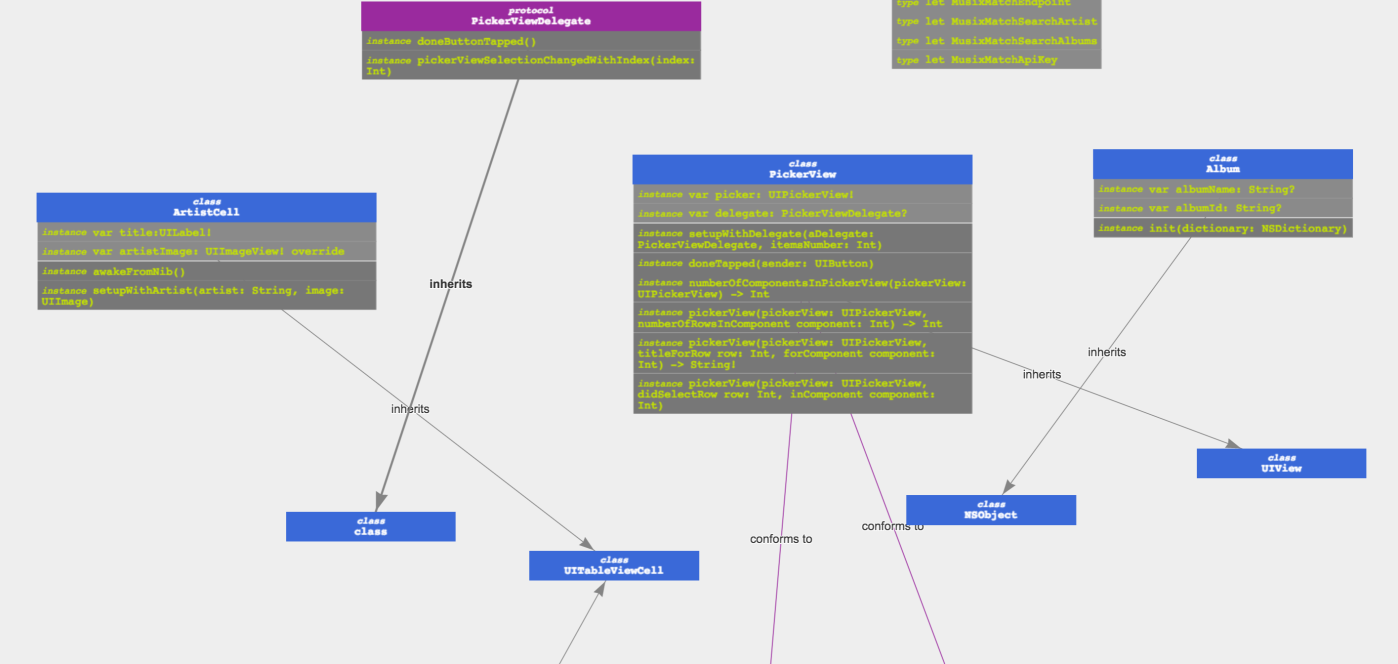 protocol
PickerViewDelegate
instance doneButtonTapped()
instance pickerViewSelectionChangedWithIndex(index:
Int)
type let MusixMatchEndpoint
type let MusixMatchSearchArtist
type let MusixMatchSearchAlbums
type let MusixMatchApiKey
class
ArtistCell
instance var title:UILabel!
instance var artistImage: UIImageView! override
instance awakeFromNib()
instance setupWithArtist(artist: String, image:
UIImage)
class
PickerView
instance var picker: UIPickerView!
instance var delegate: PickerViewDelegate?
instance setupWithDelegate(aDelegate:
PickerViewDelegate, itemsNumber: Int)
instance doneTapped(sender: UIButton)
instance numberOfComponentsInPickerView(pickerView:
UIPickerView) -> Int
instance pickerView(pickerView: UIPickerView,
numberOfRowsInComponent component: Int) -> Int
instance pickerView(pickerView: UIPickerView,
titleForRow row: Int, forComponent component:
Int) -> String!
instance pickerView(pickerView: UIPickerView,
didSelectRow row: Int, inComponent component:
Int)
class
Album
instance var albumName: String?
instance var albumId: String?
instance init(dictionary: NSDictionary)
inherits
inherits
inherits
inherits
class
UIView
class
NSObject
class
class
conforms to
conforms to
class
UITableViewCell